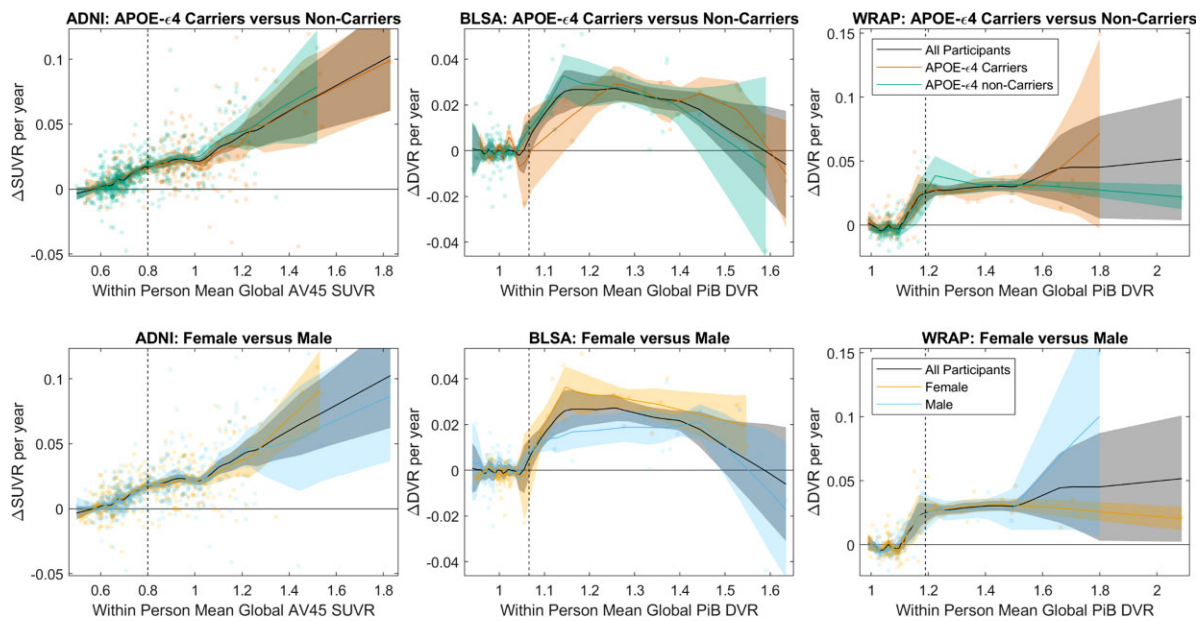 ADNI: APOE-ϵ4 Carriers versus Non-Carriers
0.1
0.05
0
-0.05
ΔSUVR per year
0.6 0.8 1 1.2 1.4 1.6 1.8
Within Person Mean Global AV45 SUVR
BLSA: APOE-ϵ4 Carriers versus Non-Carriers
0.04
0.02
0
-0.02
-0.04
ΔDVR per year
1 1.1 1.2 1.3 1.4 1.5 1.6
Within Person Mean Global PiB DVR
WRAP: APOE-ϵ4 Carriers versus Non-Carriers
0.15
0.1
0.05
0
ΔDVR per year
All Participants
APOE-ϵ4 Carriers
APOE-ϵ4 non-Carriers
1 1.2 1.4 1.6 1.8 2
Within Person Mean Global PiB DVR
ADNI: Female versus Male
0.1
0.05
0
-0.05
ΔSUVR per year
0.6 0.8 1 1.2 1.4 1.6 1.8
Within Person Mean Global AV45 SUVR
BLSA: Female versus Male
0.04
0.02
0
-0.02
-0.04
ΔDVR per year
1 1.1 1.2 1.3 1.4 1.5 1.6
Within Person Mean Global PiB DVR
WRAP: Female versus Male
0.15
0.1
0.05
0
ΔDVR per year
All Participants
Female
Male
1 1.2 1.4 1.6 1.8 2
Within Person Mean Global PiB DVR